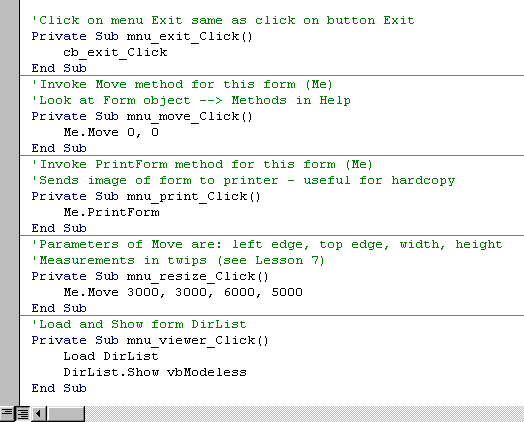 'Click on menu Exit same as click on button Exit
Private Sub mnu_exit_Click()
    cb_exit_Click
End Sub
'Invoke Move method for this form (Me)
'Look at Form object --> Methods in Help
Private Sub mnu_move_Click()
    Me.Move 0, 0
End Sub
'Invoke PrintForm method for this form (Me)
'Sends image of form to printer - useful for hardcopy
Private Sub mnu_print_Click()
    Me.PrintForm
End Sub
'Parameters of Move are: left edge, top edge, width, height
'Measurements in twips (see Lesson 7)
Private Sub mnu_resize_Click()
    Me.Move 3000, 3000, 6000, 5000
End Sub
'Load and Show form DirList
Private Sub mnu_viewer_Click()
    Load DirList
    DirList.Show vbModeless
End Sub